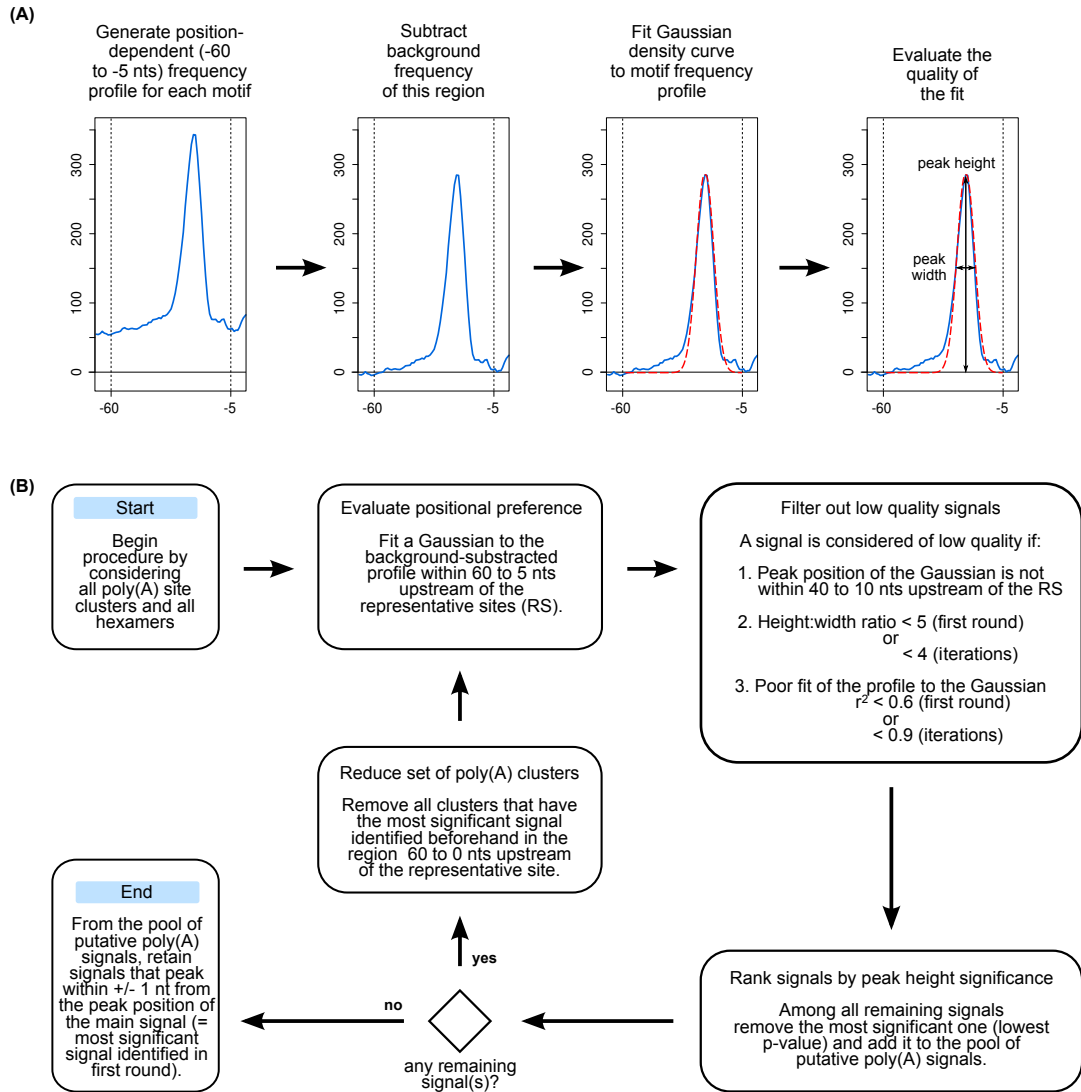 (A)
Generate position-
dependent (-60
to -5 nts) frequency
profile for each motif
Subtract
background
frequency
of this region
Fit Gaussian
density curve
to motif frequency
profile
Evaluate the
quality of
the fit
300
200
100
0
-60
-5
300
200
100
0
-60
-5
300
200
100
0
-60
-5
300
200
100
0
peak height
peak
width
-60
-5
(B)
Start
Begin
procedure by
considering
all poly(A) site
clusters and all
hexamers
Evaluate positional preference
Fit a Gaussian to the
background-substracted
profile within 60 to 5 nts
upstream of the
representative sites (RS).
Filter out low quality signals
A signal is considered of low quality if:
1. Peak position of the Gaussian is not
within 40 to 10 nts upstream of the RS
2. Height:width ratio < 5 (first round)
or
< 4 (iterations)
3. Poor fit of the profile to the Gaussian
r² < 0.6 (first round)
or
< 0.9 (iterations)
Reduce set of poly(A) clusters
Remove all clusters that have
the most significant signal
identified beforehand in the
region 60 to 0 nts upstream
of the representative site.
End
From the pool of
putative poly(A)
signals, retain
signals that peak
within +/- 1 nt from
the peak position of
the main signal (=
most significant
signal identified in
first round).
yes
no
any remaining
signal(s)?
Rank signals by peak height significance
Among all remaining signals
remove the most significant one (lowest
p-value) and add it to the pool of
putative poly(A) signals.